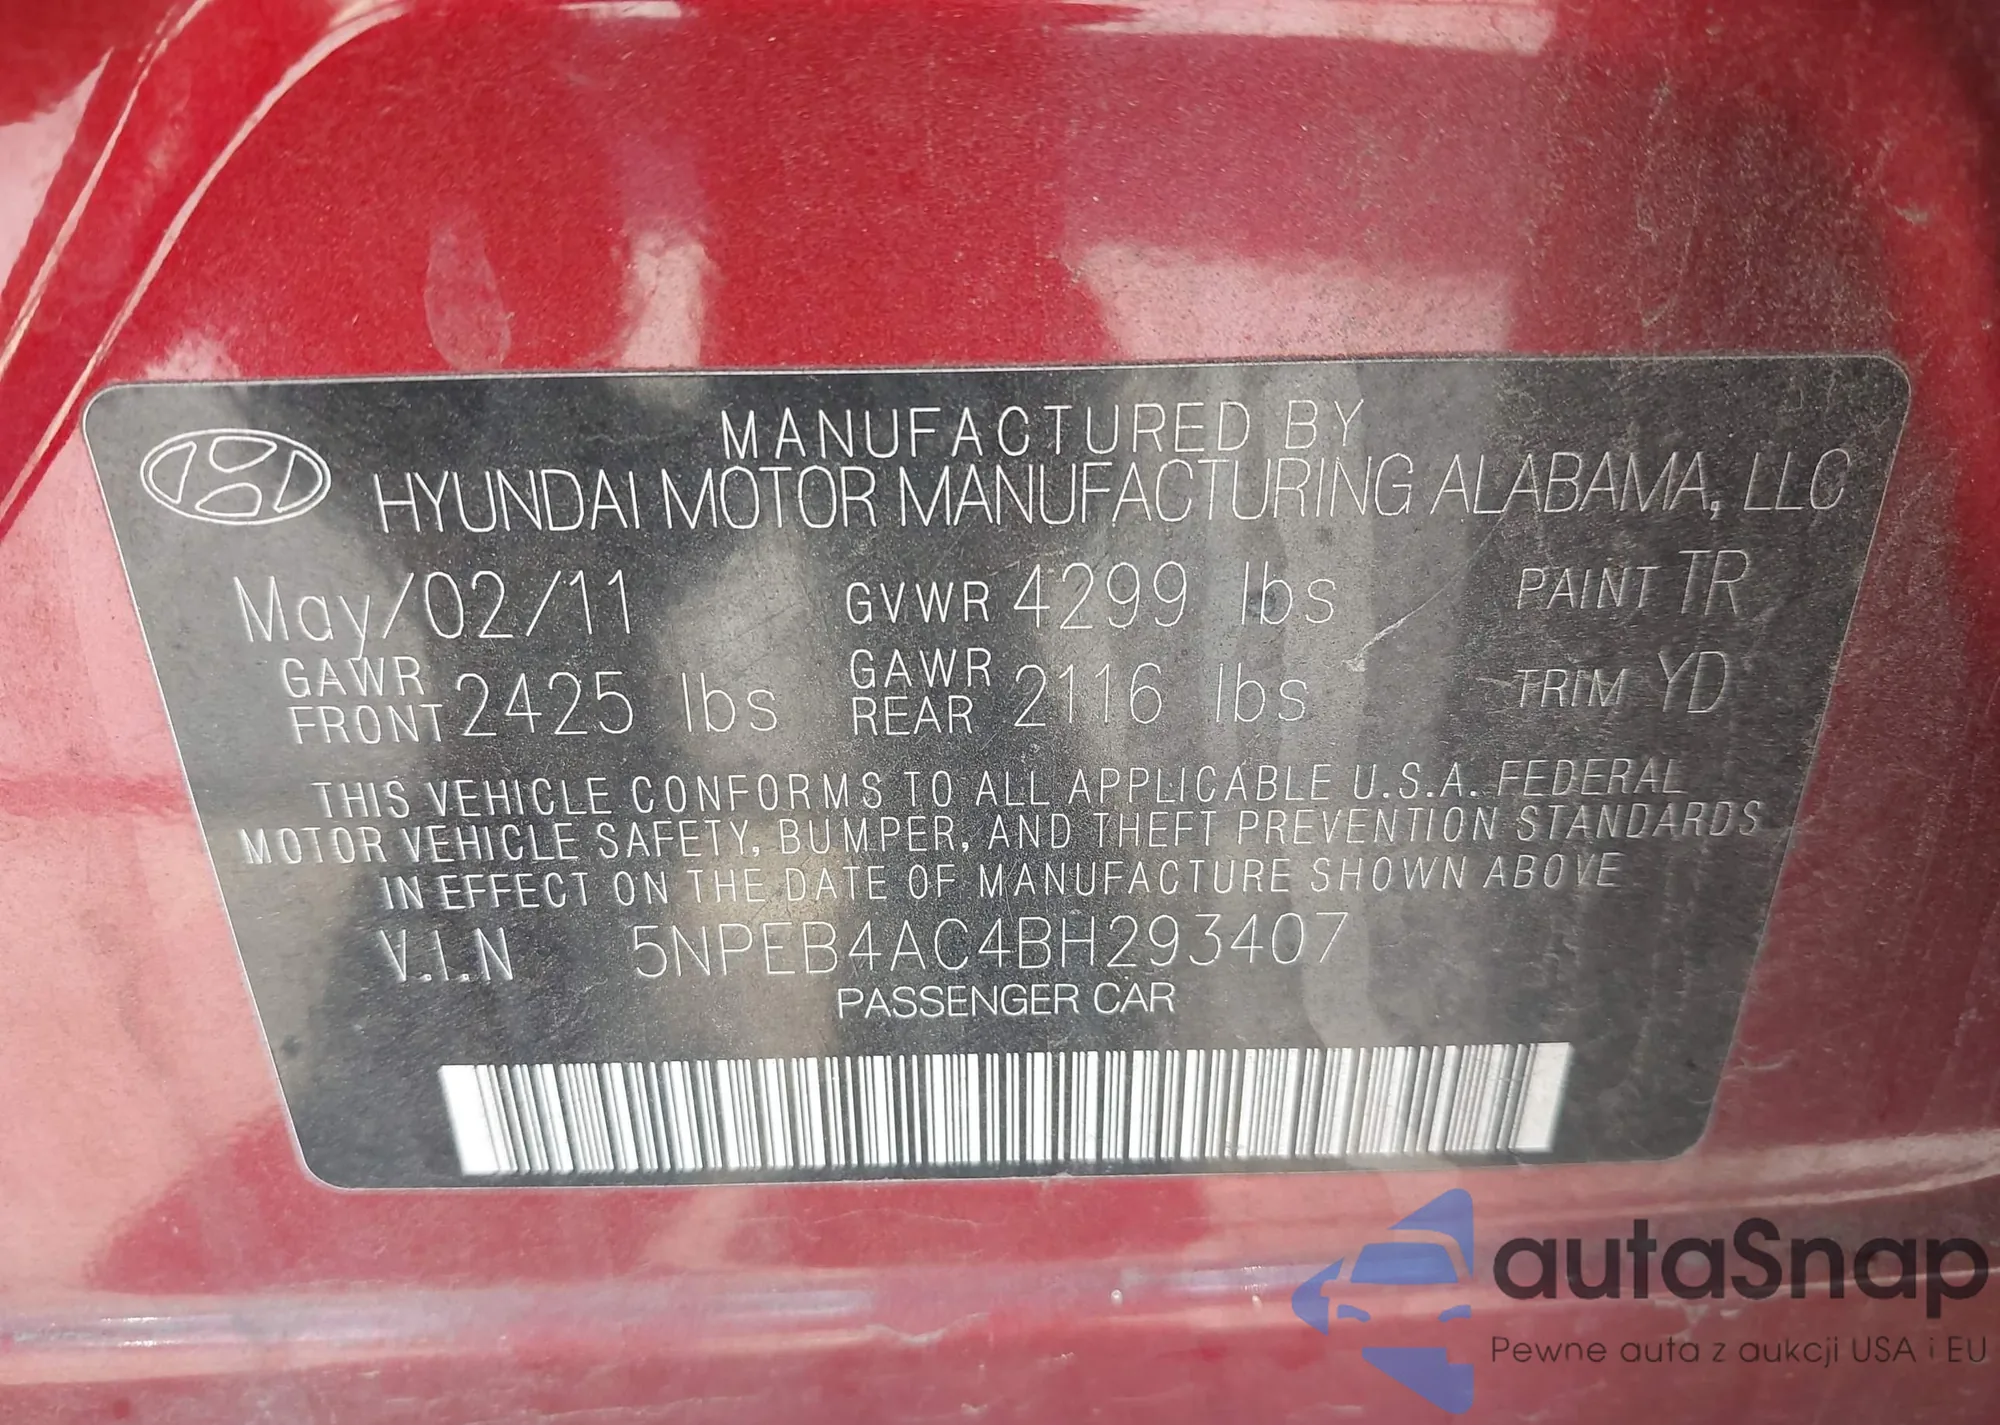 MANUFACTURED BY
HYUNDAI MOTOR MANUFACTURING ALABAMA, LLC
May/02/11 GVWR 4299 lbs PAINT TR
GAWR FRONT 2425 lbs GAWR REAR 2116 lbs TRIM YD
THIS VEHICLE CONFORMS TO ALL APPLICABLE U.S.A. FEDERAL
MOTOR VEHICLE SAFETY, BUMPER, AND THEFT PREVENTION STANDARDS
IN EFFECT ON THE DATE OF MANUFACTURE SHOWN ABOVE
V.I.N 5NPEB4AC4BH293407
PASSENGER CAR
autaSnap
Pewne auta z aukcji USA i EU